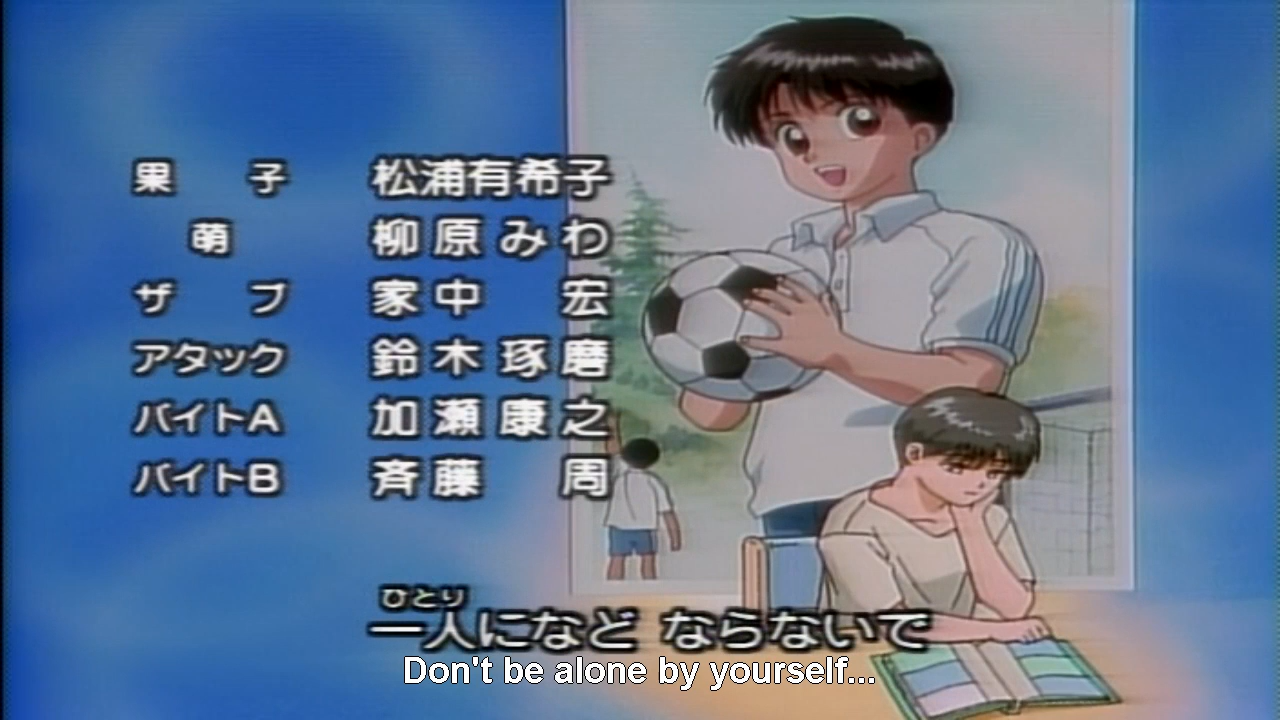 果子 松浦有希子
萌 柳原みわ
ザブ 家中宏
アタック 鈴木琢磨
バイトA 加瀬康之
バイトB 斉藤周
ひとり
一人になど ならないで
Don't be alone by yourself...